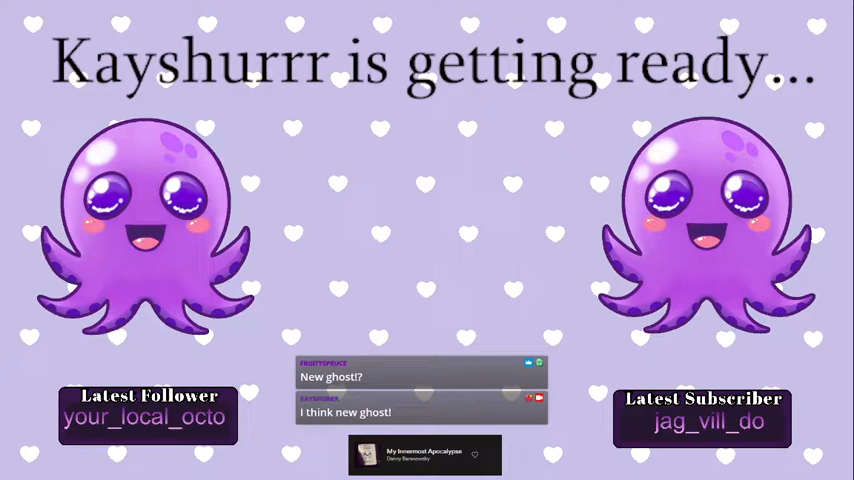 Kayshurrr is getting ready...
FRUITYSPRUCE
New ghost!?
KAYSHURRR
I think new ghost!
Latest Follower
your_local_octo
Latest Subscriber
jag_vill_do
My Innermost Apocalypse
Danny Baranowsky